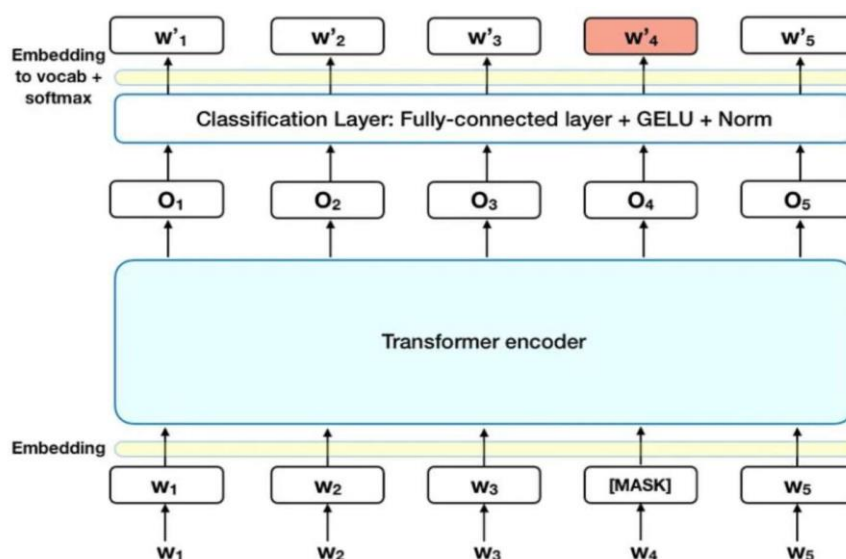 w'1 w'2 w'3 w'4 w'5
Embedding
to vocab +
softmax
Classification Layer: Fully-connected layer + GELU + Norm
O1 O2 O3 O4 O5
Transformer encoder
Embedding
W1 W2 W3 [MASK] W5
W1 W2 W3 W4 W5